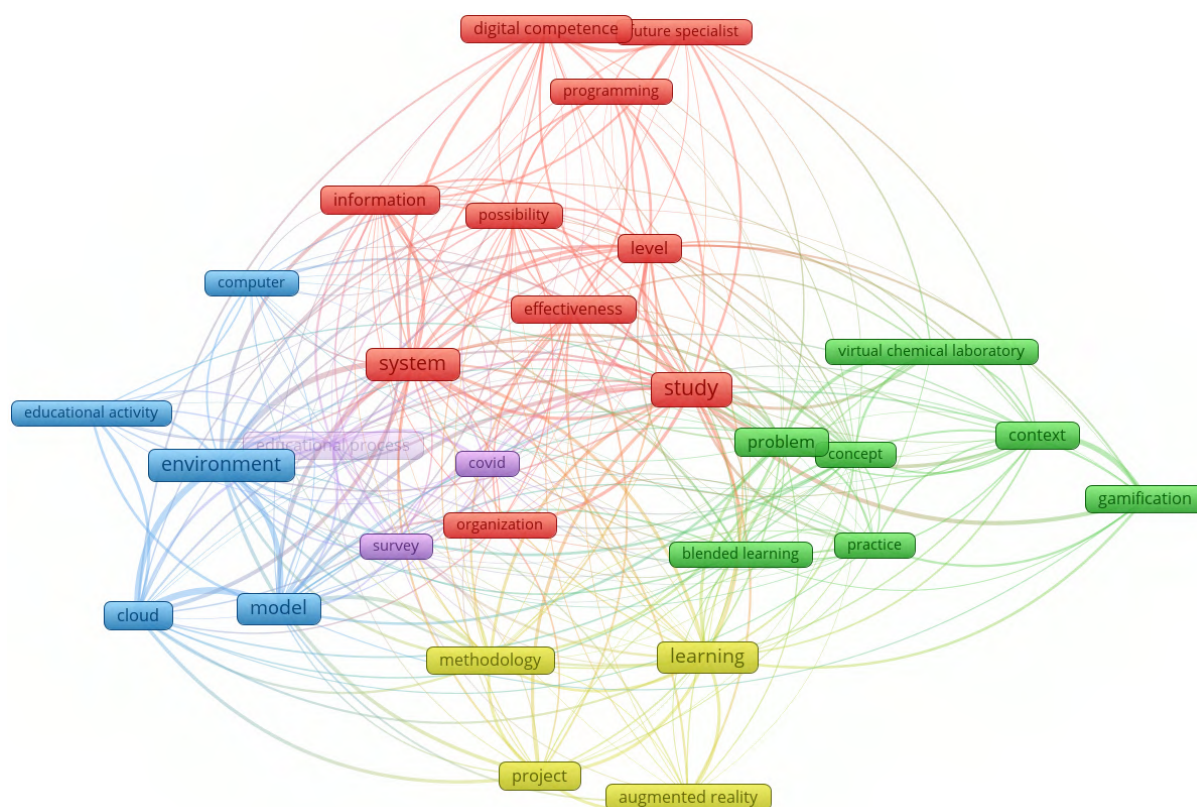 digital competence
future specialist
programming
information
possibility
level
computer
effectiveness
virtual chemical laboratory
system
study
educational activity
context
problem
educational process
concept
environment
covid
gamification
organization
survey
practice
blended learning
model
cloud
learning
methodology
project
augmented reality